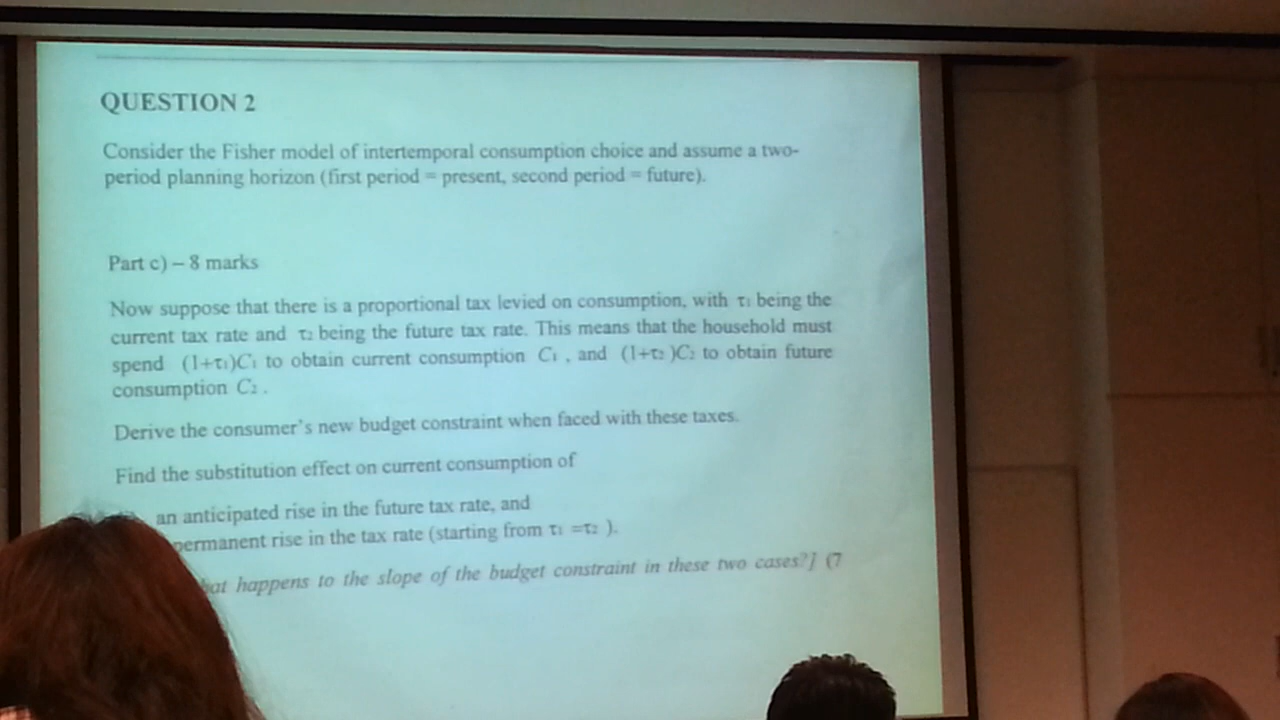 QUESTION 2
Consider the Fisher model of intertemporal consumption choice and assume a two-
period planning horizon (first period = present, second period = future).
Part c) – 8 marks
Now suppose that there is a proportional tax levied on consumption, with τ₁ being the
current tax rate and τ₂ being the future tax rate. This means that the household must
spend (1+τ₁)C₁ to obtain current consumption C₁ , and (1+τ₂ )C₂ to obtain future
consumption C₂ .
Derive the consumer's new budget constraint when faced with these taxes.
Find the substitution effect on current consumption of
an anticipated rise in the future tax rate, and
permanent rise in the tax rate (starting from τ₁ =τ₂ ).
happens to the slope of the budget constraint in these two cases?] (7